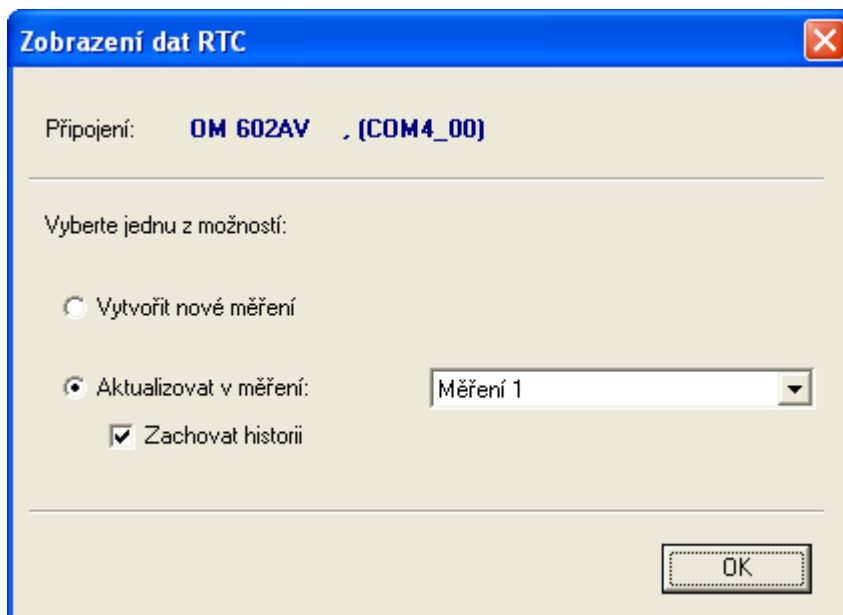 Zobrazení dat RTC
Připojení: OM 602AV , (COM4_00)
Vyberte jednu z možností:
Vytvořit nové měření
Aktualizovat v měření: Měření 1
Zachovat historii
OK